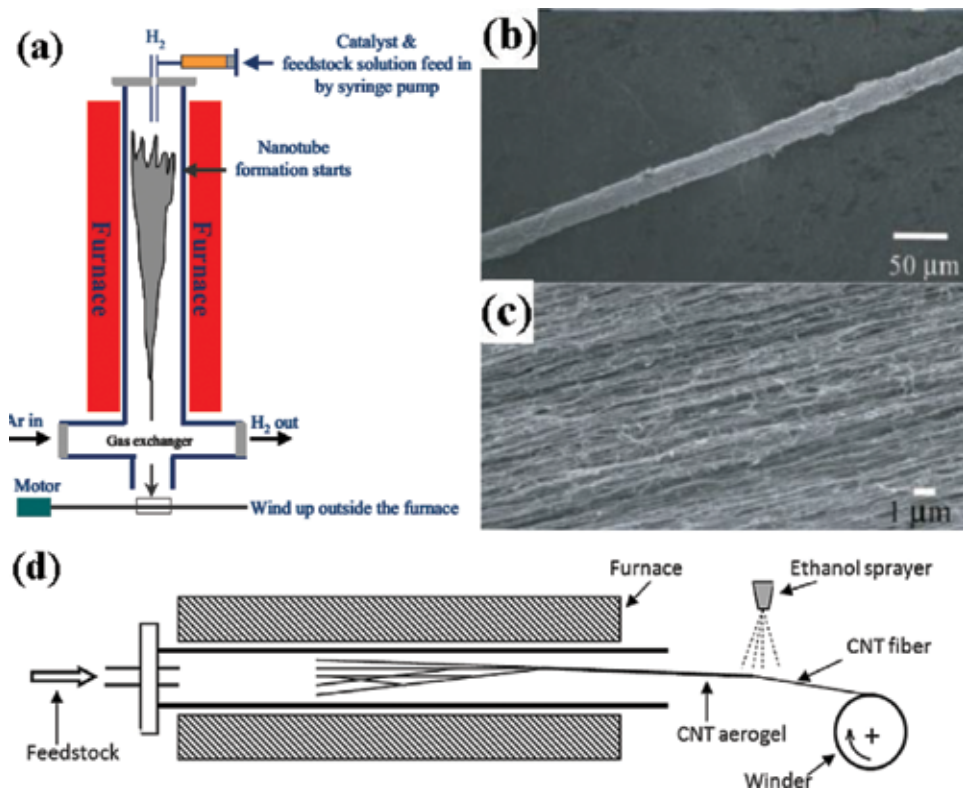 (a)
H2
Catalyst &
feedstock solution feed in
by syringe pump
Nanotube
formation starts
Furnace
Furnace
Ar in
H2 out
Gas exchanger
Motor
Wind up outside the furnace
(b)
50 μm
(c)
1 μm
(d)
Furnace
Ethanol sprayer
CNT fiber
Feedstock
CNT aerogel
+
Winder